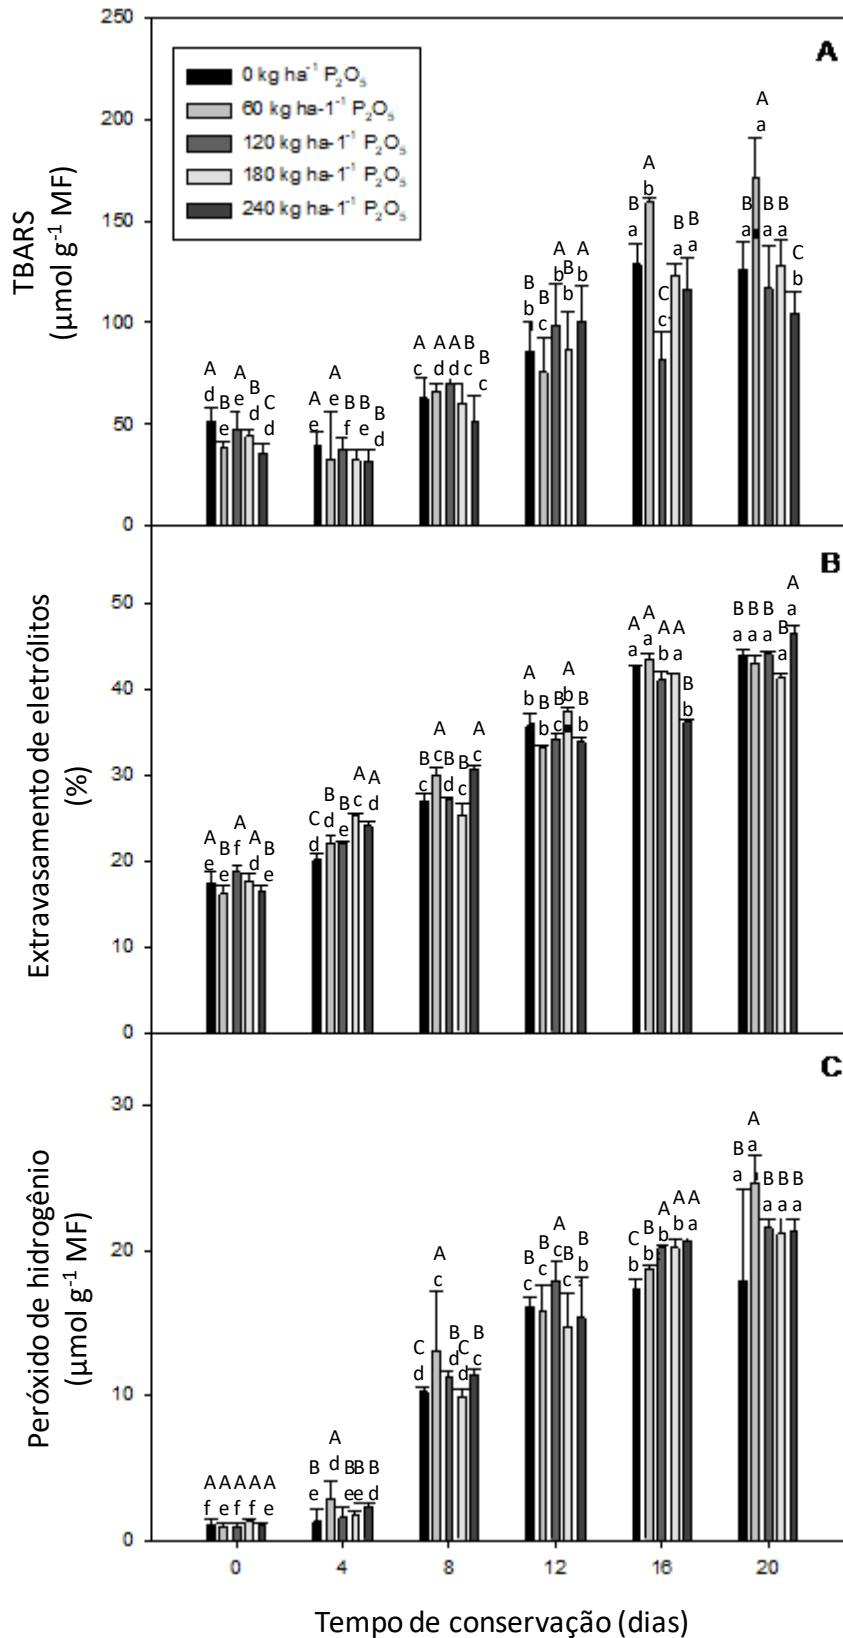 A
0 kg ha⁻¹ P₂O₅
60 kg ha-1⁻¹ P₂O₅
120 kg ha-1⁻¹ P₂O₅
180 kg ha-1⁻¹ P₂O₅
240 kg ha-1⁻¹ P₂O₅
TBARS
(µmol g⁻¹ MF)
250
200
150
100
50
0
A B A B C
d e e d d
A A B B B
e e f e d
A A A B B
c d d c c
B B A B A
b c b b b
B A C B B
a b c a a
B A B B C
a a a a b
B
Extravasamento de eletrólitos
(%)
50
40
30
20
10
0
A B A A B
e e f d e
C B B A A
d d e c d
B A B B A
c c d c c
A B B A B
b b c b b
A A A A B
a a b a b
B B B B A
a a a a a
C
Peróxido de hidrogênio
(µmol g⁻¹ MF)
30
20
10
0
A A A A A
f e f f e
B A B B B
e d e e d
C A B C B
d c d d c
B B A B B
c c c c b
C B A A A
b b b b a
B A B B B
a a a a a
0 4 8 12 16 20
Tempo de conservação (dias)